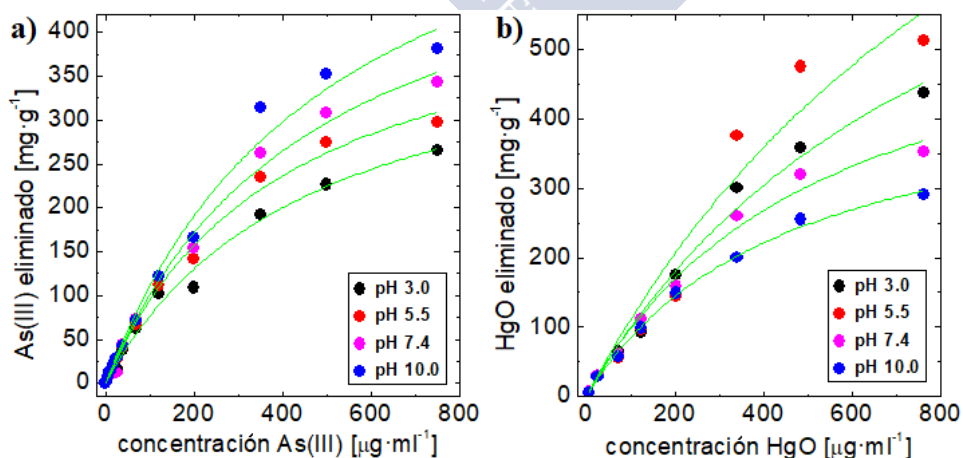 a)
As(III) eliminado [mg·g⁻¹]
400
350
300
250
200
150
100
50
0
pH 3.0
pH 5.5
pH 7.4
pH 10.0
0 200 400 600 800
concentración As(III) [µg·ml⁻¹]
b)
HgO eliminado [mg·g⁻¹]
500
400
300
200
100
0
pH 3.0
pH 5.5
pH 7.4
pH 10.0
0 200 400 600 800
concentración HgO [µg·ml⁻¹]